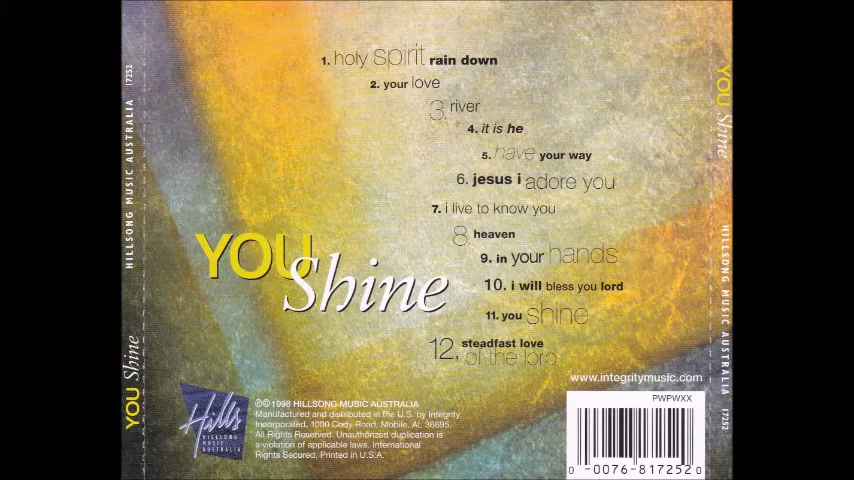 1. holy spirit rain down
2. your love
3. river
4. it is he
5. have your way
6. jesus i adore you
7. i live to know you
8. heaven
9. in your hands
10. i will bless you lord
11. you shine
12. steadfast love
of the lord
YOU
Shine
www.integritymusic.com
Hills
HILLSONG
MUSIC
AUSTRALIA
℗© 1998 HILLSONG MUSIC AUSTRALIA
Manufactured and distributed in the U.S. by Integrity
Incorporated, 1000 Cody Road, Mobile, AL 36695.
All Rights Reserved. Unauthorized duplication is
a violation of applicable laws. International
Rights Secured. Printed in U.S.A.
PWPWXX
0 -0076-817252 0
YOU Shine HILLSONG MUSIC AUSTRALIA 17252
YOU Shine HILLSONG MUSIC AUSTRALIA 17252